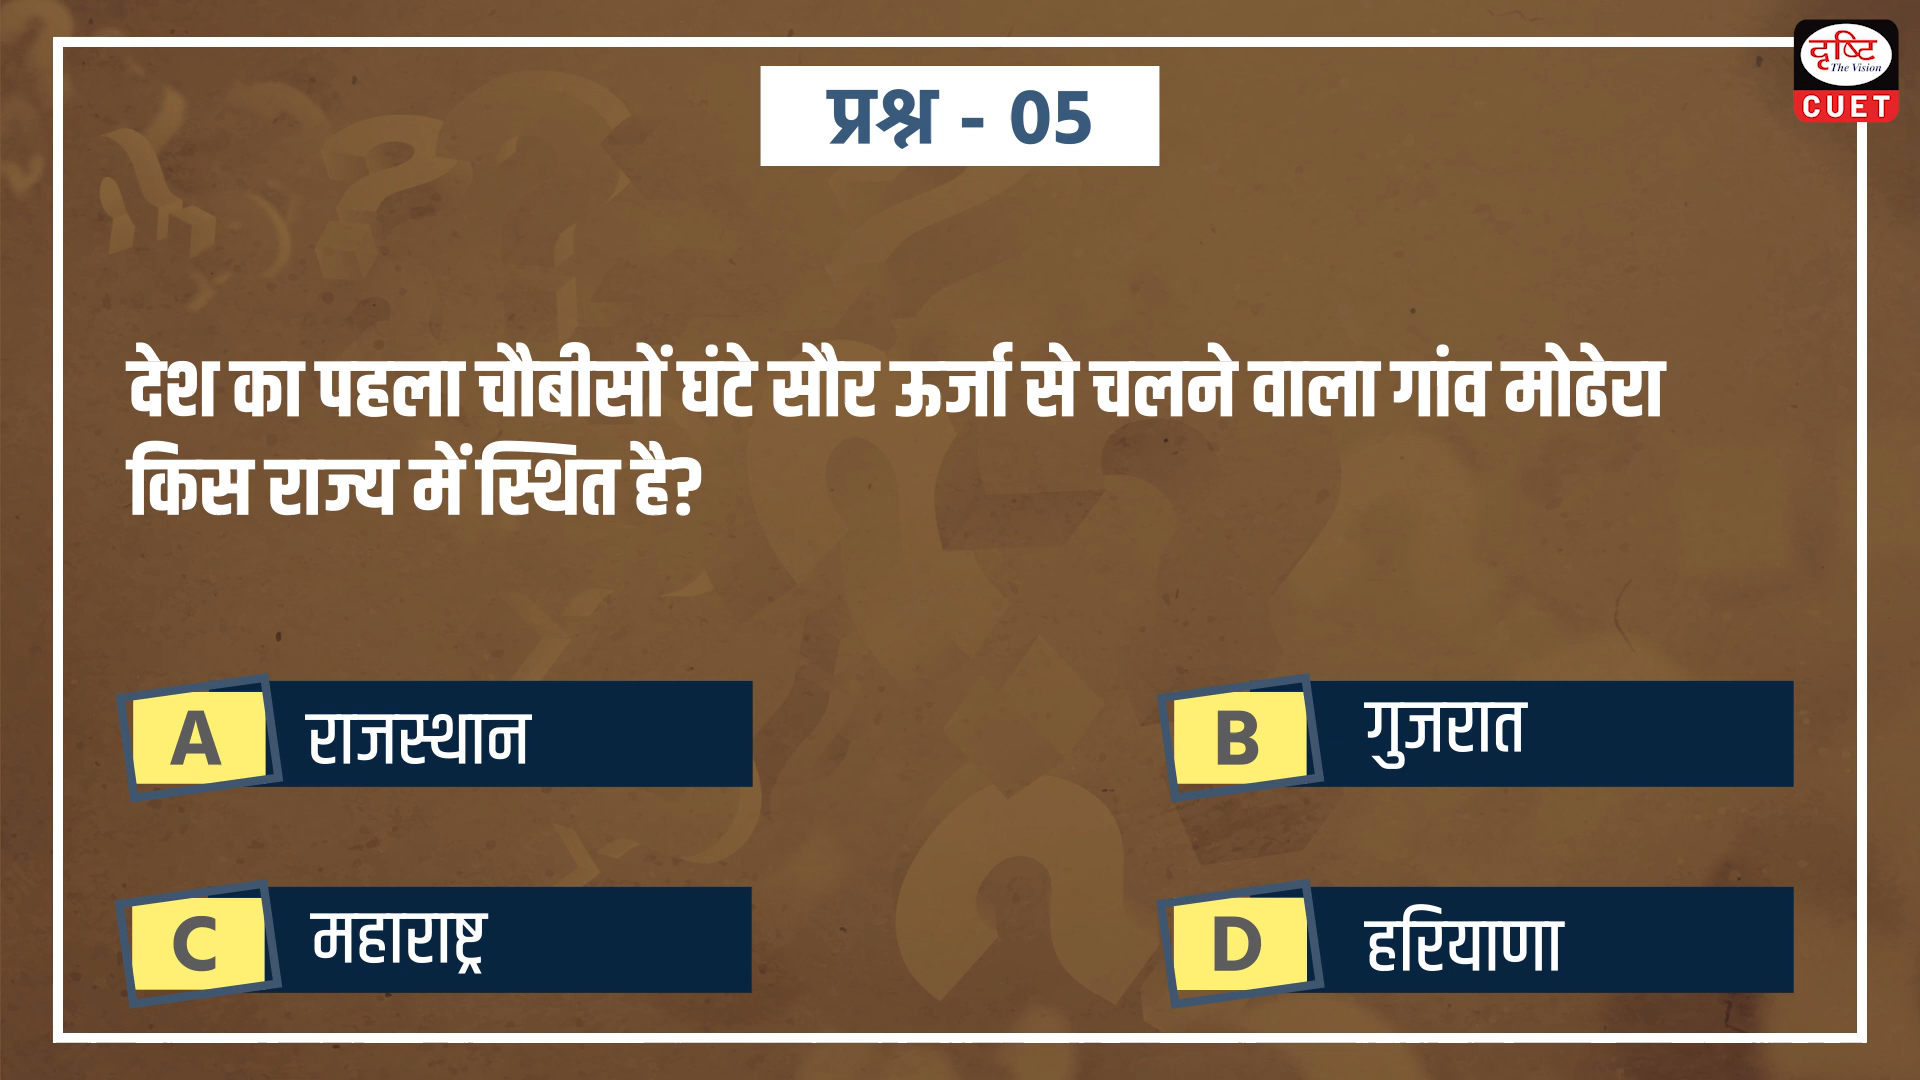 दृष्टि
The Vision
CUET
प्रश्न - 05
देश का पहला चौबीसों घंटे सौर ऊर्जा से चलने वाला गांव मोढेरा
किस राज्य में स्थित है?
A राजस्थान
B गुजरात
C महाराष्ट्र
D हरियाणा